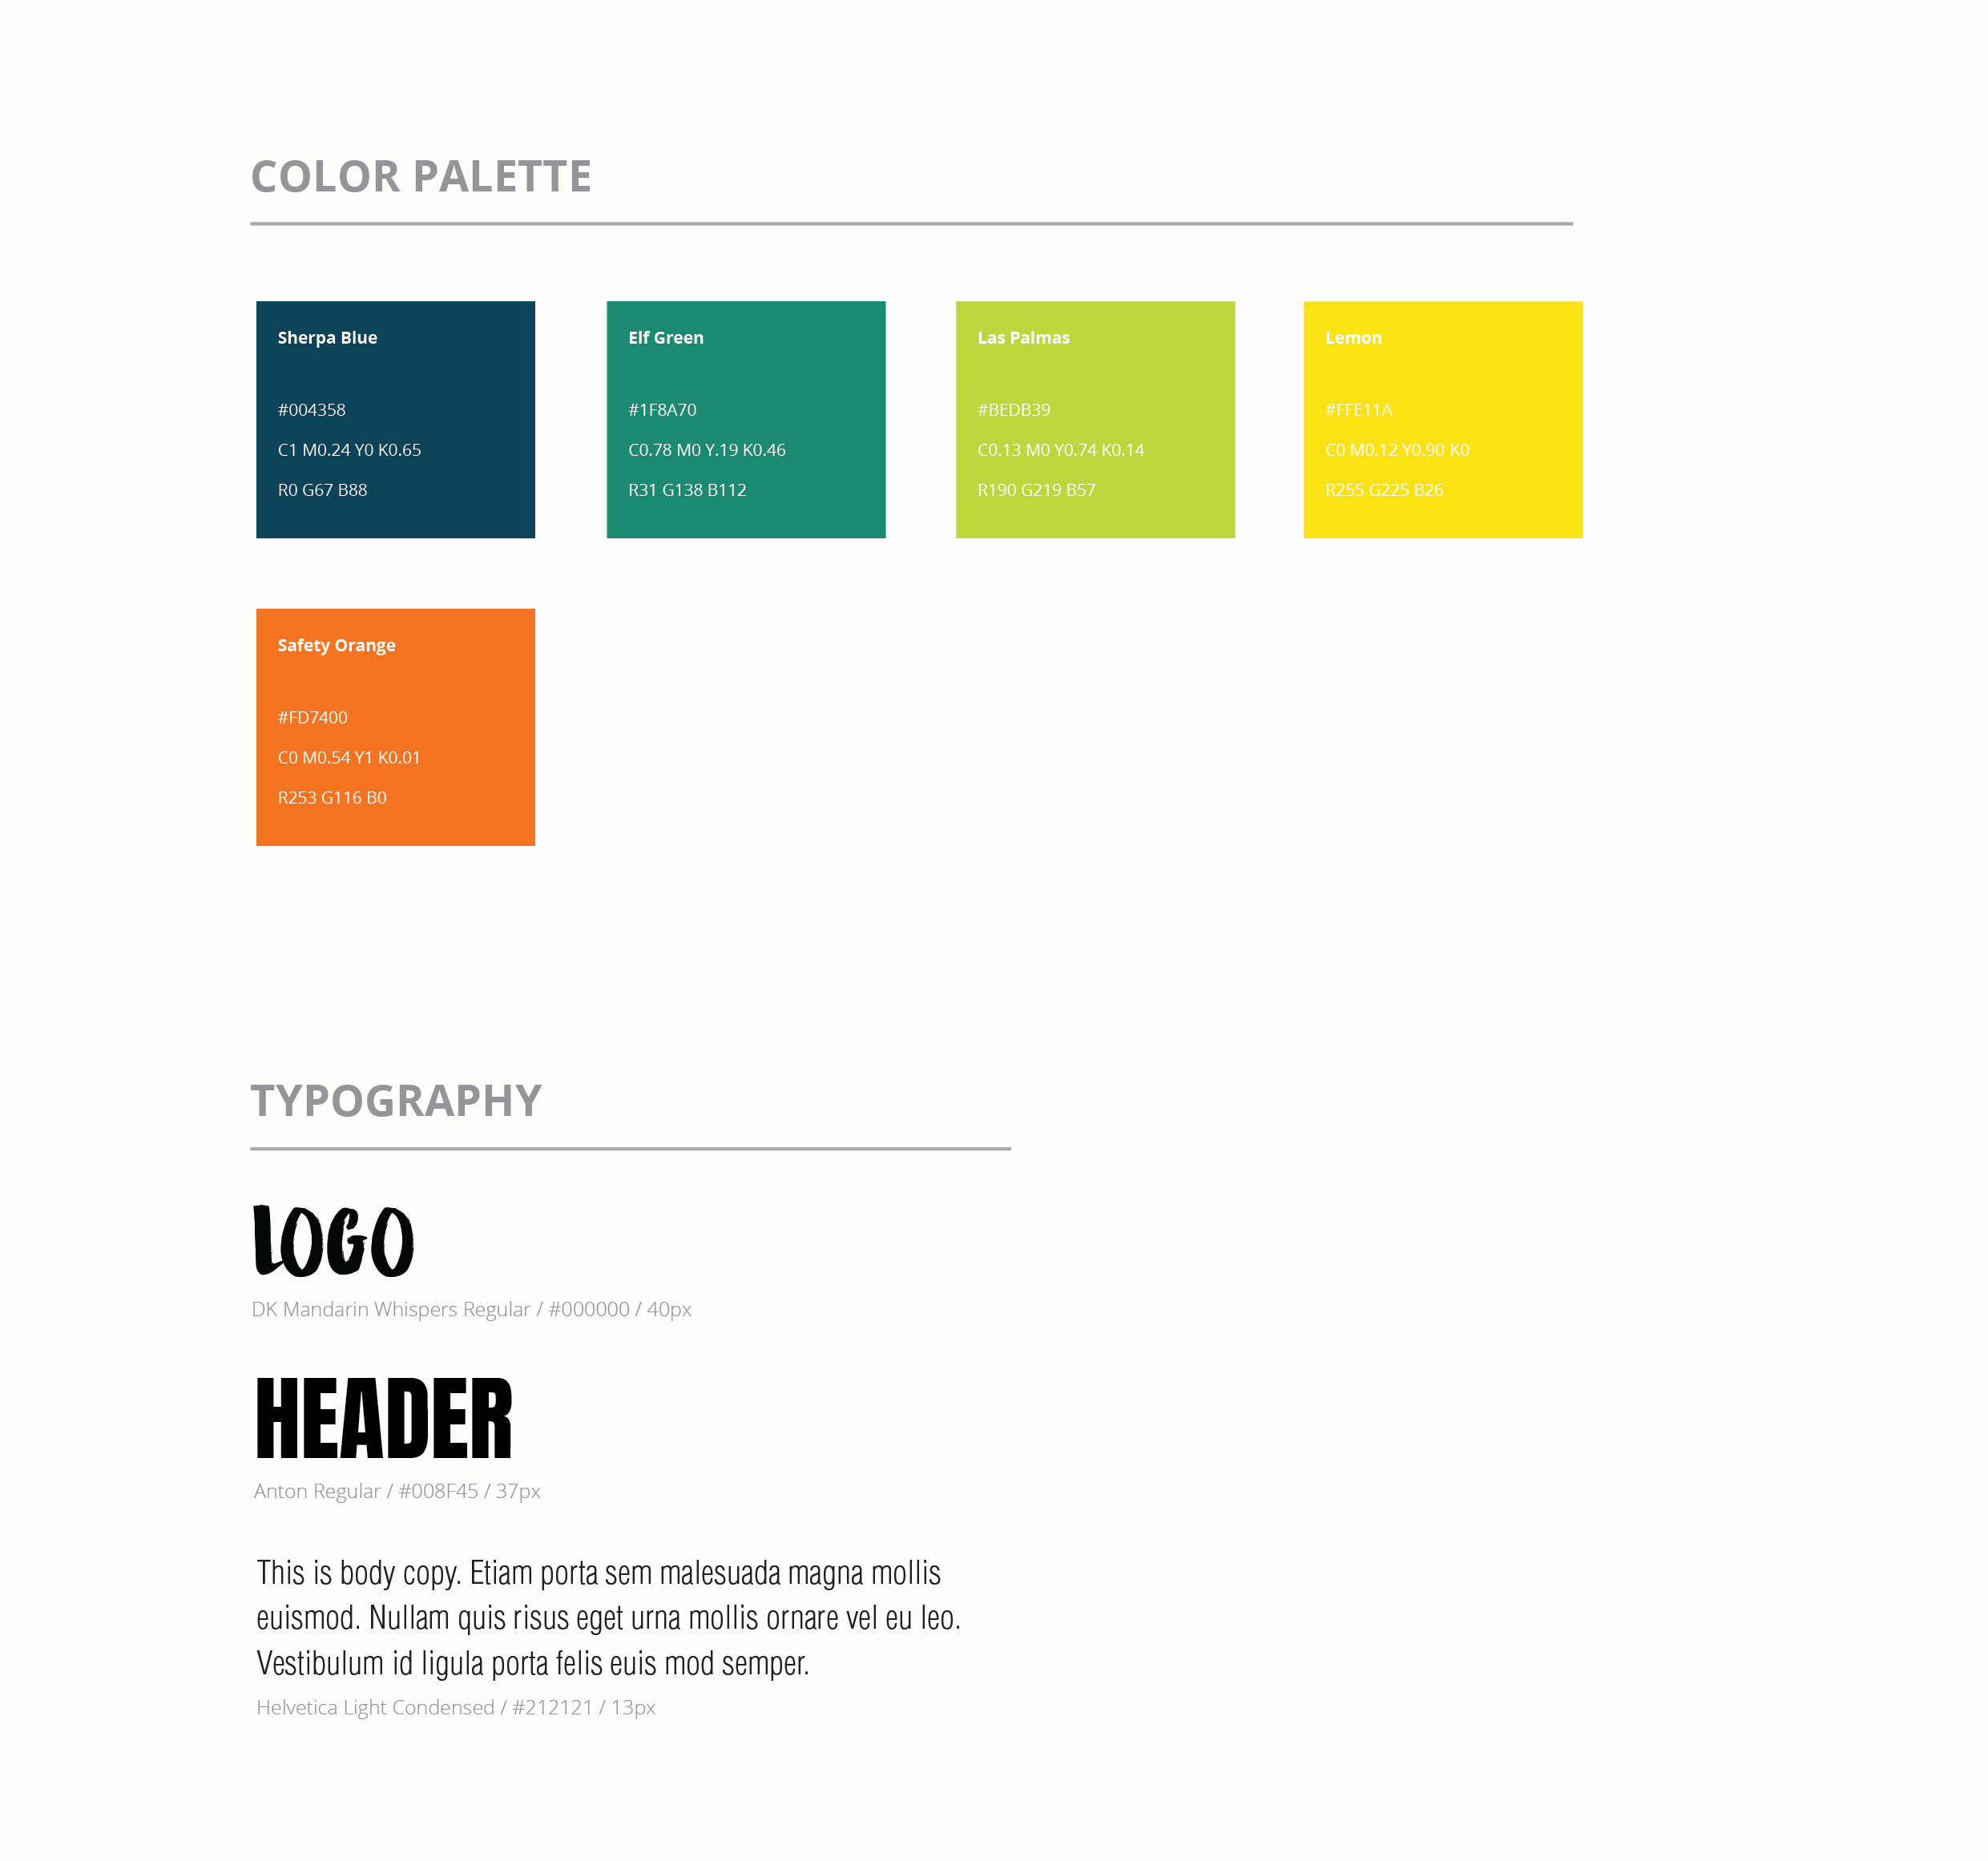 COLOR PALETTE
Sherpa Blue
#004358
C1 M0.24 Y0 K0.65
R0 G67 B88
Elf Green
#1F8A70
C0.78 M0 Y.19 K0.46
R31 G138 B112
Las Palmas
#BEDB39
C0.13 M0 Y0.74 K0.14
R190 G219 B57
Lemon
#FFE11A
C0 M0.12 Y0.90 K0
R255 G225 B26
Safety Orange
#FD7400
C0 M0.54 Y1 K0.01
R253 G116 B0
TYPOGRAPHY
LOGO
DK Mandarin Whispers Regular / #000000 / 40px
HEADER
Anton Regular / #008F45 / 37px
This is body copy. Etiam porta sem malesuada magna mollis
euismod. Nullam quis risus eget urna mollis ornare vel eu leo.
Vestibulum id ligula porta felis euis mod semper.
Helvetica Light Condensed / #212121 / 13px